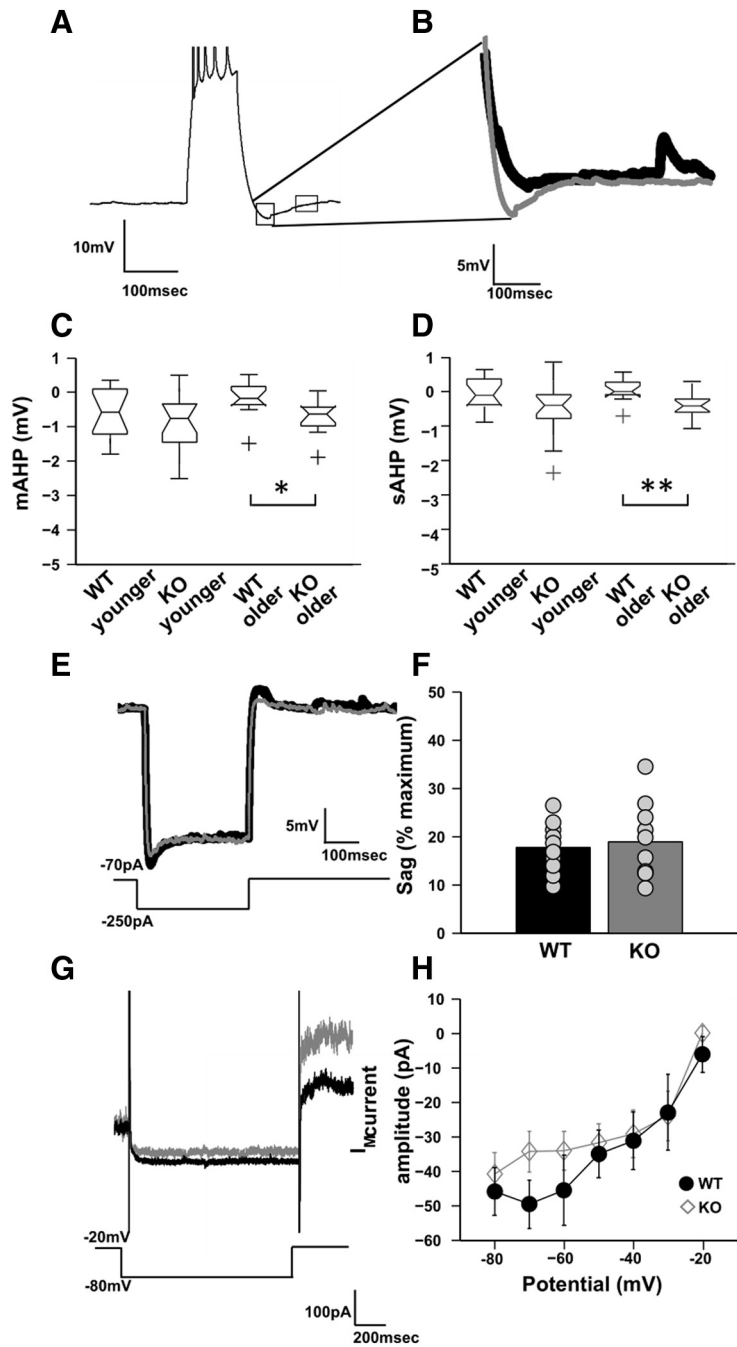 A
B
10mV
100msec
5mV
100msec
C
D
mAHP (mV)
1
0
−1
−2
−3
−4
−5
*
WT younger
KO younger
WT older
KO older
sAHP (mV)
1
0
−1
−2
−3
−4
−5
**
WT younger
KO younger
WT older
KO older
E
F
5mV
100msec
-70pA
-250pA
Sag (% maximum)
50
40
30
20
10
0
WT
KO
G
H
IMcurrent
-20mV
-80mV
100pA
200msec
amplitude (pA)
10
0
−10
−20
−30
−40
−50
−60
WT
KO
-80
-60
-40
-20
Potential (mV)